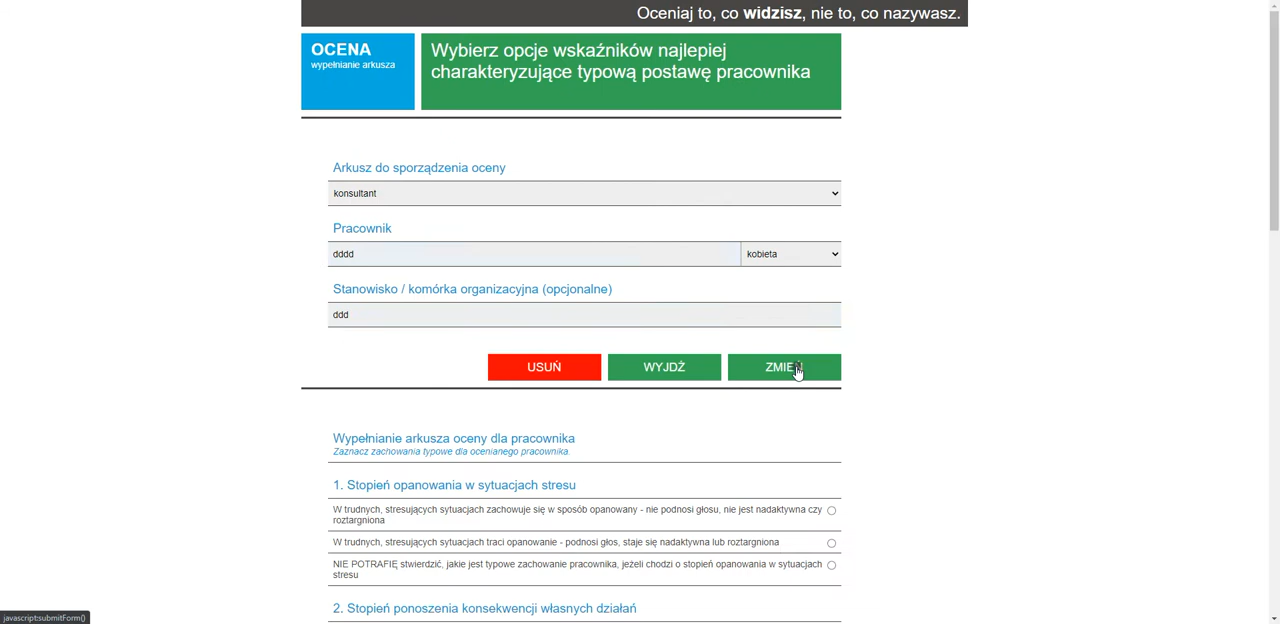 Oceniaj to, co widzisz, nie to, co nazywasz.
OCENA
wypełnianie arkusza
Wybierz opcje wskaźników najlepiej
charakteryzujące typową postawę pracownika
Arkusz do sporządzenia oceny
konsultant
Pracownik
dddd
kobieta
Stanowisko / komórka organizacyjna (opcjonalne)
ddd
USUŃ
WYJDŹ
ZMIEŃ
Wypełnianie arkusza oceny dla pracownika
Zaznacz zachowania typowe dla ocenianego pracownika.
1. Stopień opanowania w sytuacjach stresu
W trudnych, stresujących sytuacjach zachowuje się w sposób opanowany - nie podnosi głosu, nie jest nadaktywna czy
roztargniona
W trudnych, stresujących sytuacjach traci opanowanie - podnosi głos, staje się nadaktywna lub roztargniona
NIE POTRAFIĘ stwierdzić, jakie jest typowe zachowanie pracownika, jeżeli chodzi o stopień opanowania w sytuacjach
stresu
2. Stopień ponoszenia konsekwencji własnych działań
javascript:submitForm()